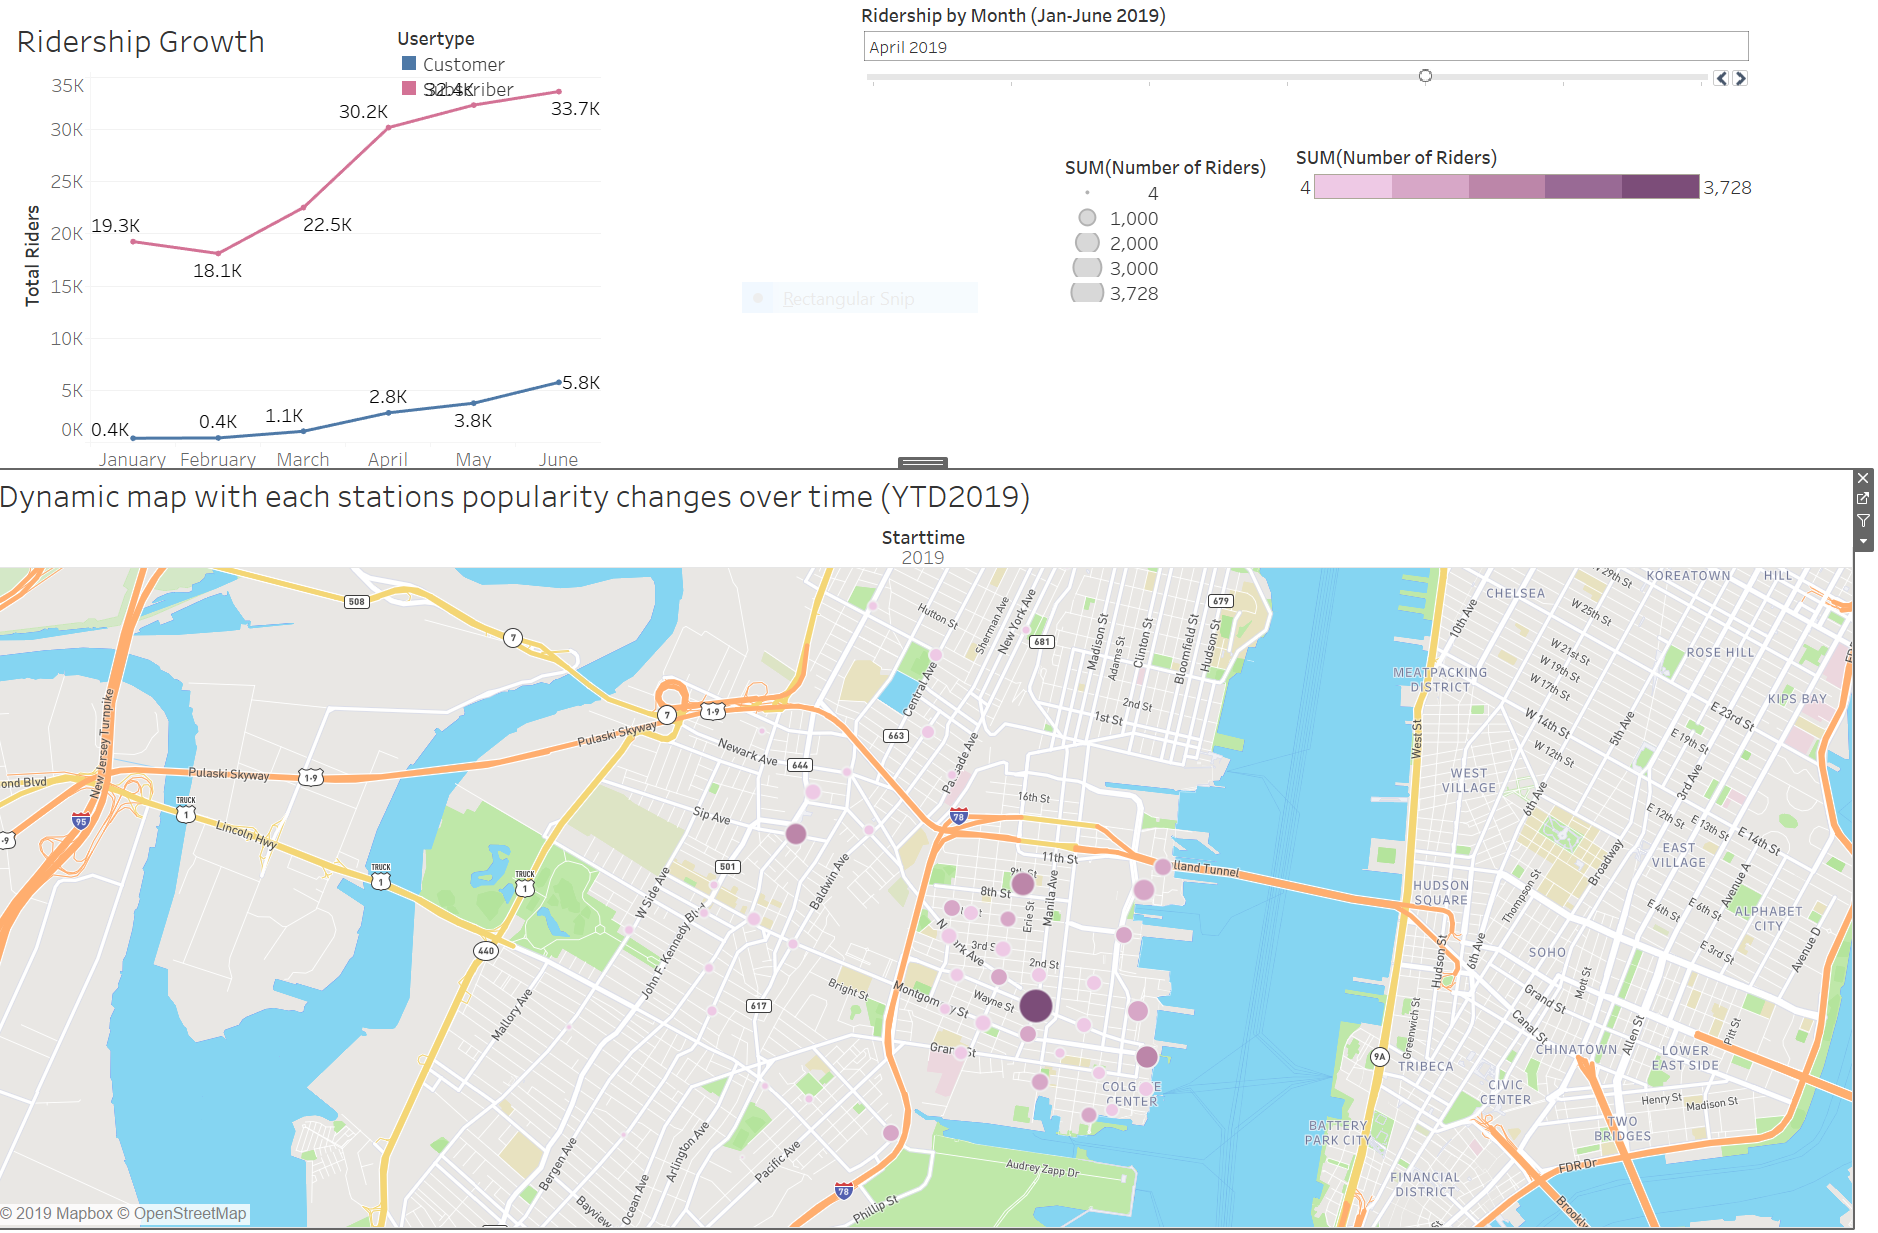 Ridership Growth
Usertype
Customer
Subscriber
35K
30K
25K
20K
15K
10K
5K
0K
Total Riders
19.3K
18.1K
22.5K
30.2K
32.4K
33.7K
0.4K
0.4K
1.1K
2.8K
3.8K
5.8K
January February March April May June
Ridership by Month (Jan-June 2019)
April 2019
SUM(Number of Riders)
4
1,000
2,000
3,000
3,728
SUM(Number of Riders)
4 3,728
Rectangular Snip
Dynamic map with each stations popularity changes over time (YTD2019)
Starttime
2019
508
7
7
1-9
1-9
New Jersey Turnpike
Pulaski Skyway
Pulaski Skyway
ond Blvd
TRUCK
1
95
-9
Lincoln Hwy
TRUCK
1
TRUCK
1
440
Hutton St
Sherman Ave
New York Ave
681
679
Central Ave
663
Madison St
Adams St
Clinton St
Bloomfield St
Hudson St
2nd St
1st St
Newark Ave
644
Sip Ave
501
16th St
78
11th St
8th St
Erie St
Manila Ave
lland Tunnel
W Side Ave
Baldwin Ave
John F. Kennedy Blvd
3rd S
2nd St
Wayne St
Montgom
y St
Bright St
617
Mallory Ave
Gran
St
COLG
TE
CENTER
Bergen Ave
Arlington Ave
Pacific Ave
Ocean Ave
Bayview
78
Phillip St
Audrey Zapp Dr
KOREATOWN
HILL
CHELSEA
W 29th St
W 25th St
10th Ave
W 21st St
W 19th St
W 17th St
ROSE HILL
MEATPACKING
DISTRICT
KIPS BAY
E 23rd St
W 14th St
W 12th St
5th Ave
E 19th St
West St
WEST
VILLAGE
6th Ave
3rd Ave
E 12th St
E 13th St
E 14th St
EAST
VILLAGE
Broadway
Avenue A
HUDSON
SQUARE
Thompson St
E 4th St
E 6th St
ALPHABET
CITY
SOHO
E 3rd St
Avenue D
Hudson St
6th Ave
Mott St
Grand St
Canal St
Greenwich St
Allen St
Pitt St
9A
TRIBECA
CHINATOWN
LOWER
EAST SIDE
CIVIC
CENTER
Henry St
Madison St
BATTERY
PARK CITY
TWO
BRIDGES
FDR Dr
FINANCIAL
DISTRICT
Brookly
© 2019 Mapbox © OpenStreetMap